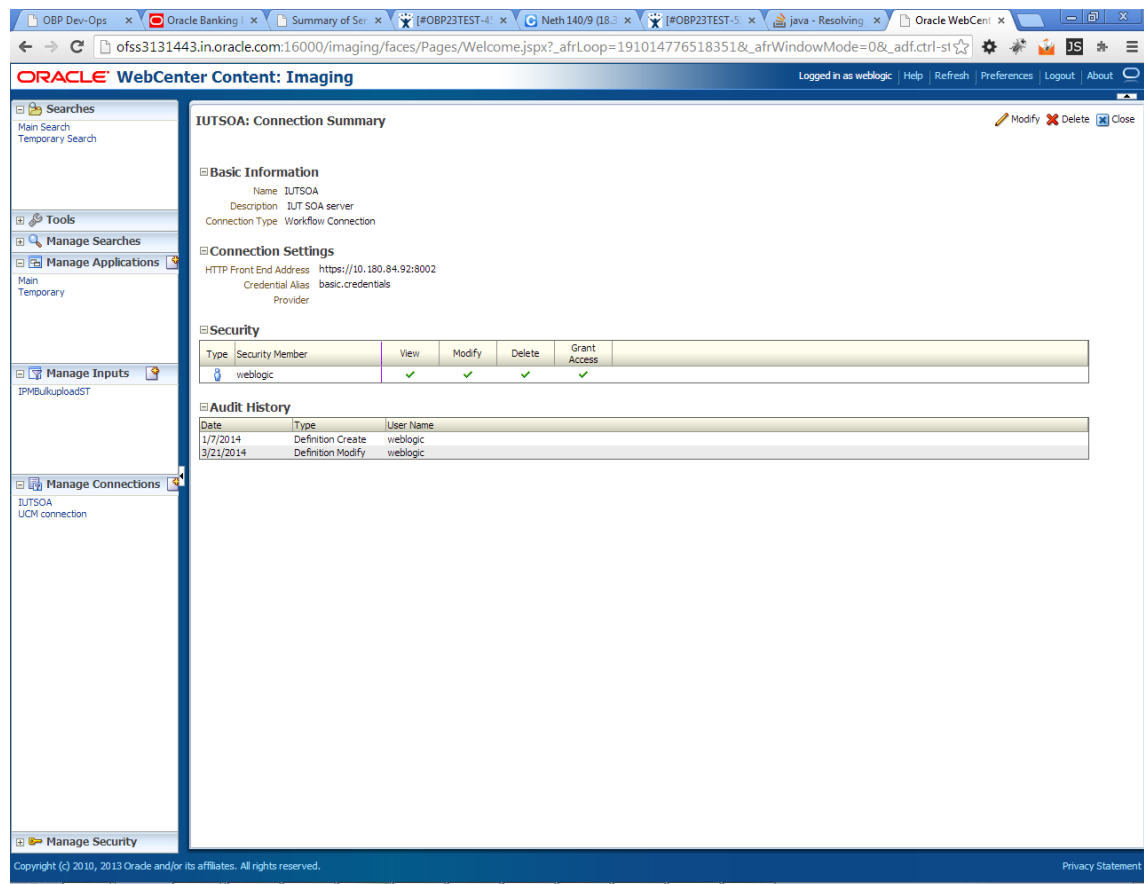 OBP Dev-Ops
Oracle Banking
Summary of Ser
[#OBP23TEST-4
Neth 140/9 (18.3
[#OBP23TEST-5
java - Resolving
Oracle WebCent
ofss3131443.in.oracle.com:16000/imaging/faces/Pages/Welcome.jspx?_afrLoop=1910147765183518&_afrWindowMode=0&_adf.ctrl-st
JS
ORACLE WebCenter Content: Imaging
Logged in as weblogic Help Refresh Preferences Logout About
Searches
Main Search
Temporary Search
Tools
Manage Searches
Manage Applications
Main
Temporary
Manage Inputs
IPMBulkuploadST
Manage Connections
IUTSOA
UCM connection
Manage Security
IUTSOA: Connection Summary
Modify Delete Close
Basic Information
Name IUTSOA
Description IUT SOA server
Connection Type Workflow Connection
Connection Settings
HTTP Front End Address https://10.180.84.92:8002
Credential Alias basic.credentials
Provider
Security
Type Security Member View Modify Delete Grant Access
weblogic
Audit History
Date Type User Name
1/7/2014 Definition Create weblogic
3/21/2014 Definition Modify weblogic
Copyright (c) 2010, 2013 Oracle and/or its affiliates. All rights reserved.
Privacy Statement